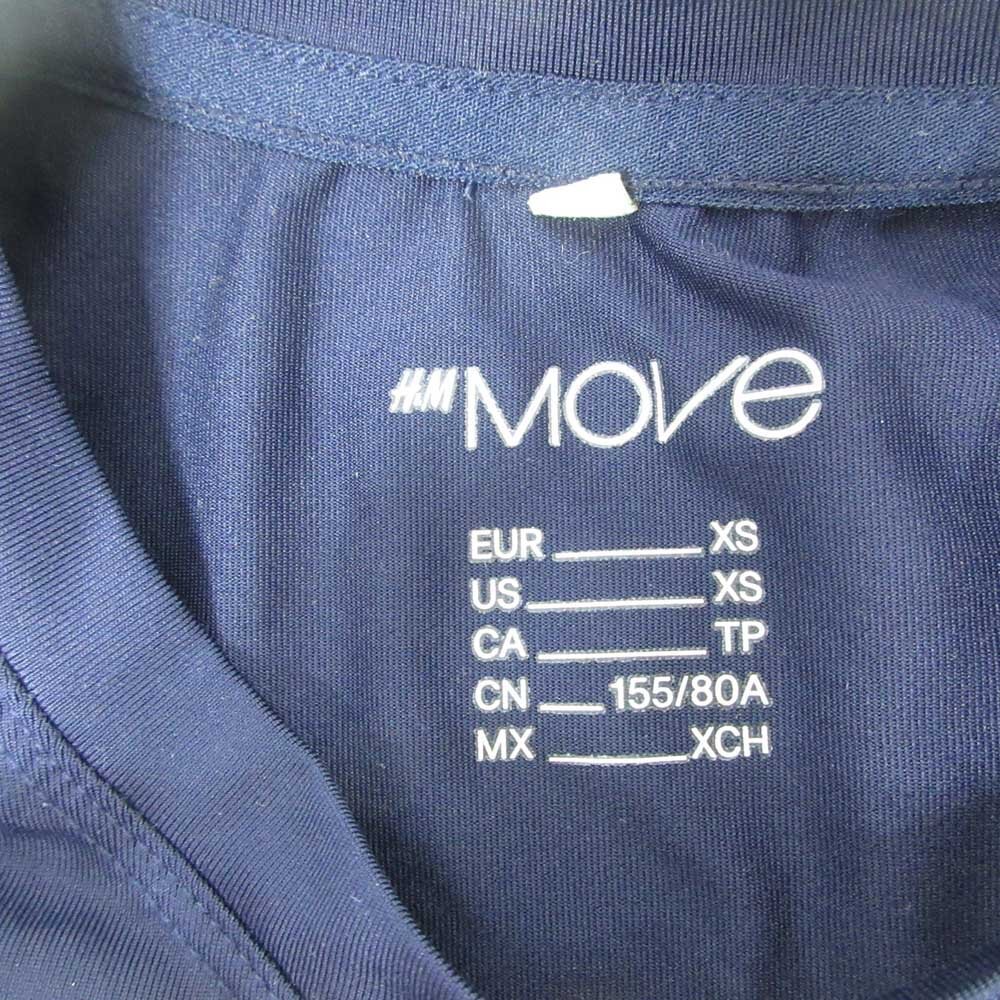 H&M MOVE
EUR XS
US XS
CA TP
CN 155/80A
MX XCH